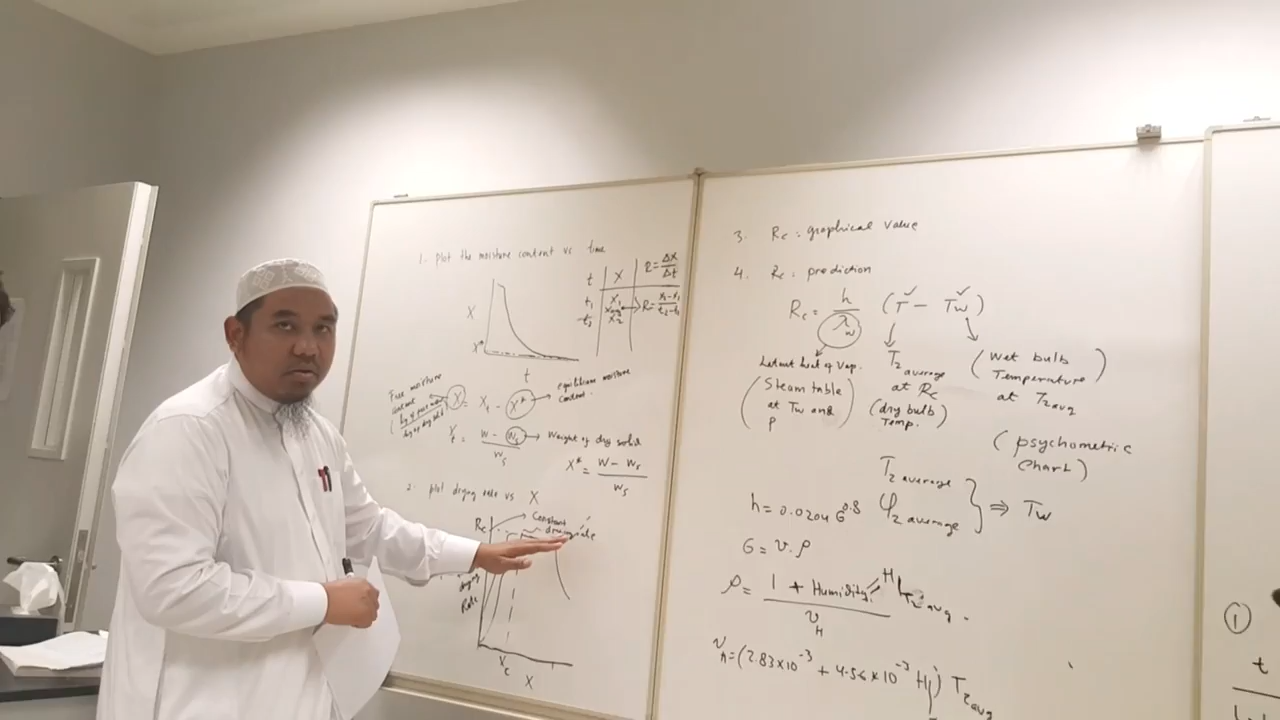 1. Plot the moisture content vs time
t X R = ΔX/Δt
t₁ X₁
t₂ X₂
X
X*
t
Free moisture
content
X = Xₜ - X* → equilibrium moisture
content
Xₜ = (W - Wₛ)/Wₛ → Weight of dry solid
X* = (W - Wₛ)/Wₛ
2. plot drying rate vs X
Rc
Constant
drying rate
drying
Rate
Xc
X
3. Rc : graphical value
4. Rc : prediction
Rc = h/λw (T - Tw)
Latent heat of Vap.
(Steam table
at Tw and
P)
T₂ average
at Rc
(dry bulb)
Temp.
(Wet bulb
Temperature)
at T₂avg
(psychometric
chart)
h = 0.0204 G^0.8
T₂ average
φ₂ average } ⇒ Tw
G = v.ρ
ρ = (1 + Humidity)/v_H
H
T₂avg.
v_H = (2.83×10⁻³ + 4.56×10⁻³ H) T₂avg
①
t